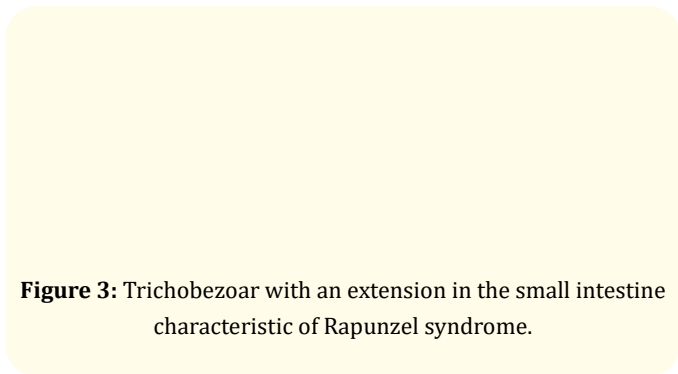 Figure 3: Trichobezoar with an extension in the small intestine
characteristic of Rapunzel syndrome.